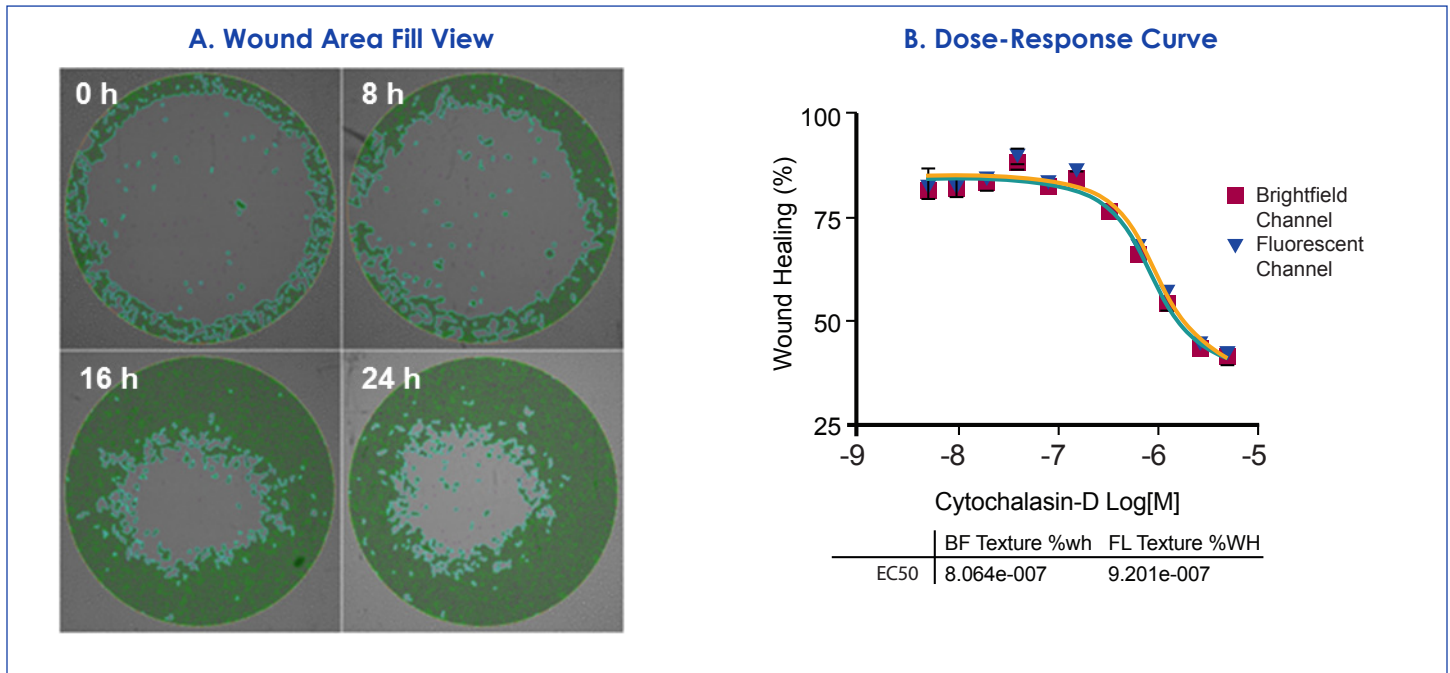 A. Wound Area Fill View
0 h
8 h
16 h
24 h
B. Dose-Response Curve
100
75
50
25
Wound Healing (%)
-9
-8
-7
-6
-5
Cytochalasin-D Log[M]
Brightfield
Channel
Fluorescent
Channel
BF Texture %wh FL Texture %WH
EC50 8.064e-007 9.201e-007